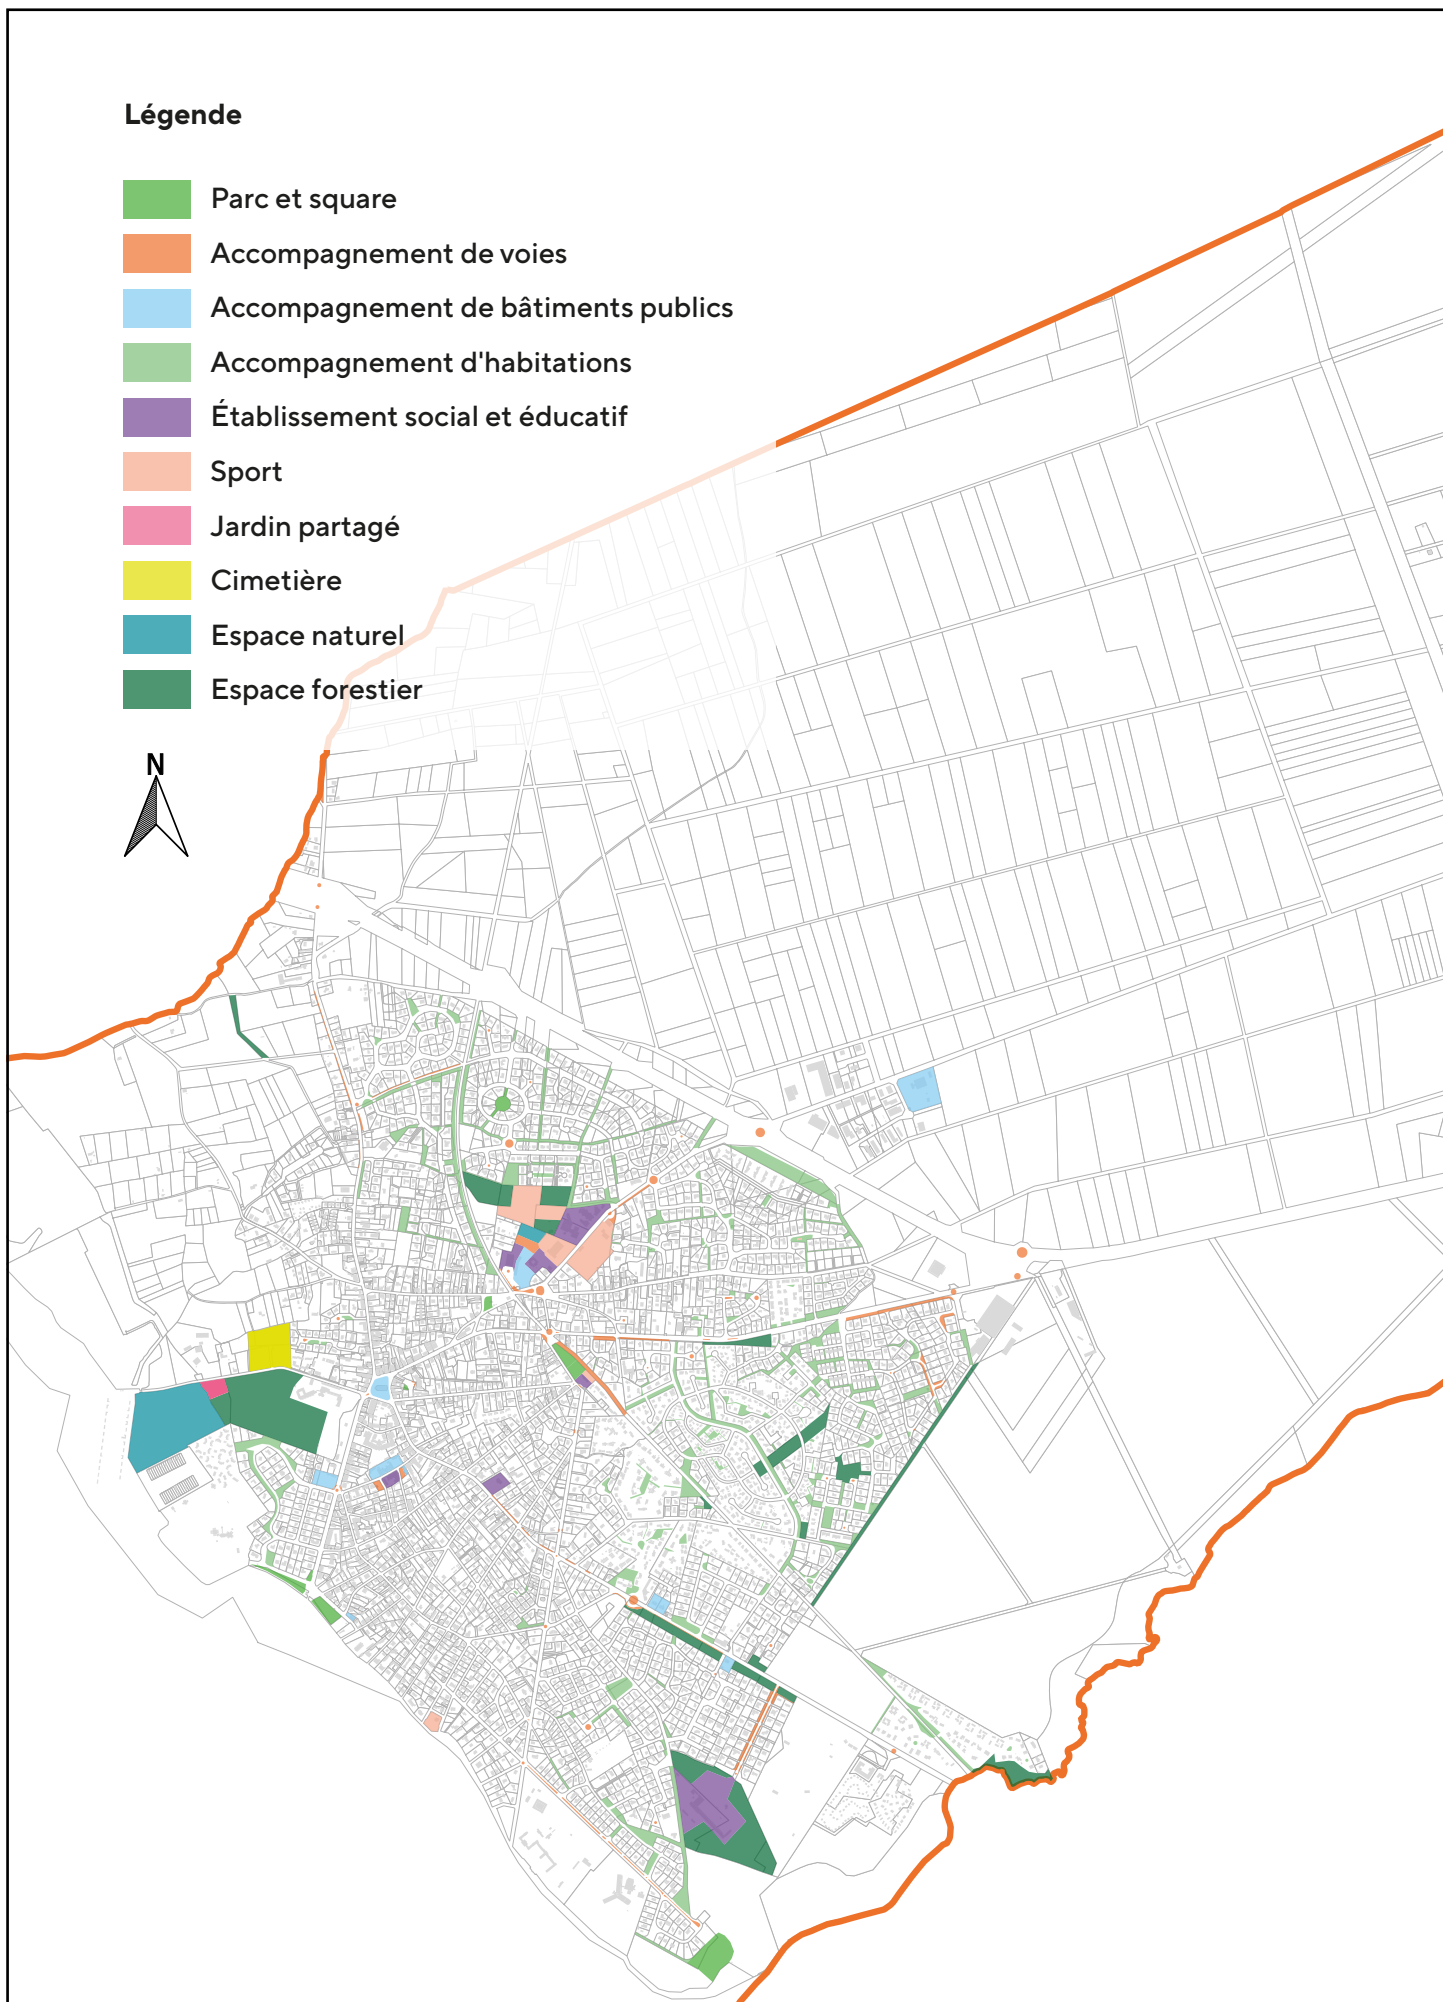 Légende
Parc et square
Accompagnement de voies
Accompagnement de bâtiments publics
Accompagnement d'habitations
Établissement social et éducatif
Sport
Jardin partagé
Cimetière
Espace naturel
Espace forestier
N